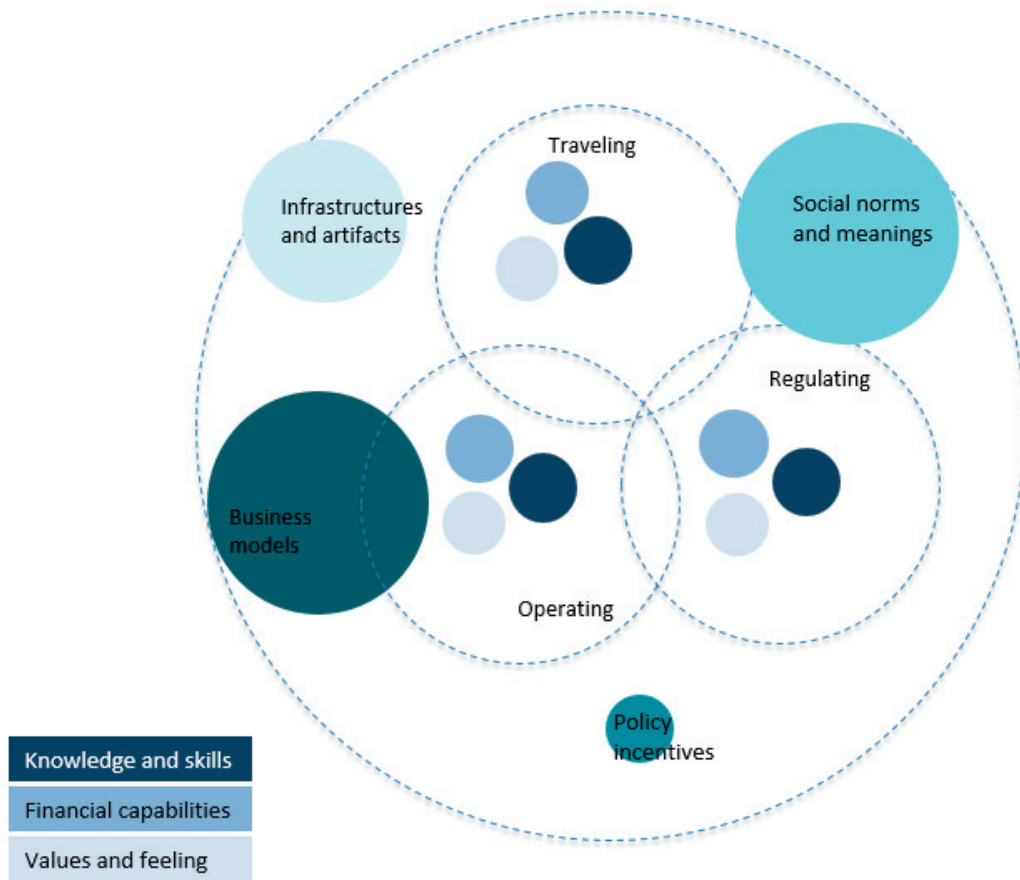 Traveling
Infrastructures
and artifacts
Social norms
and meanings
Regulating
Business
models
Operating
Policy
incentives
Knowledge and skills
Financial capabilities
Values and feeling